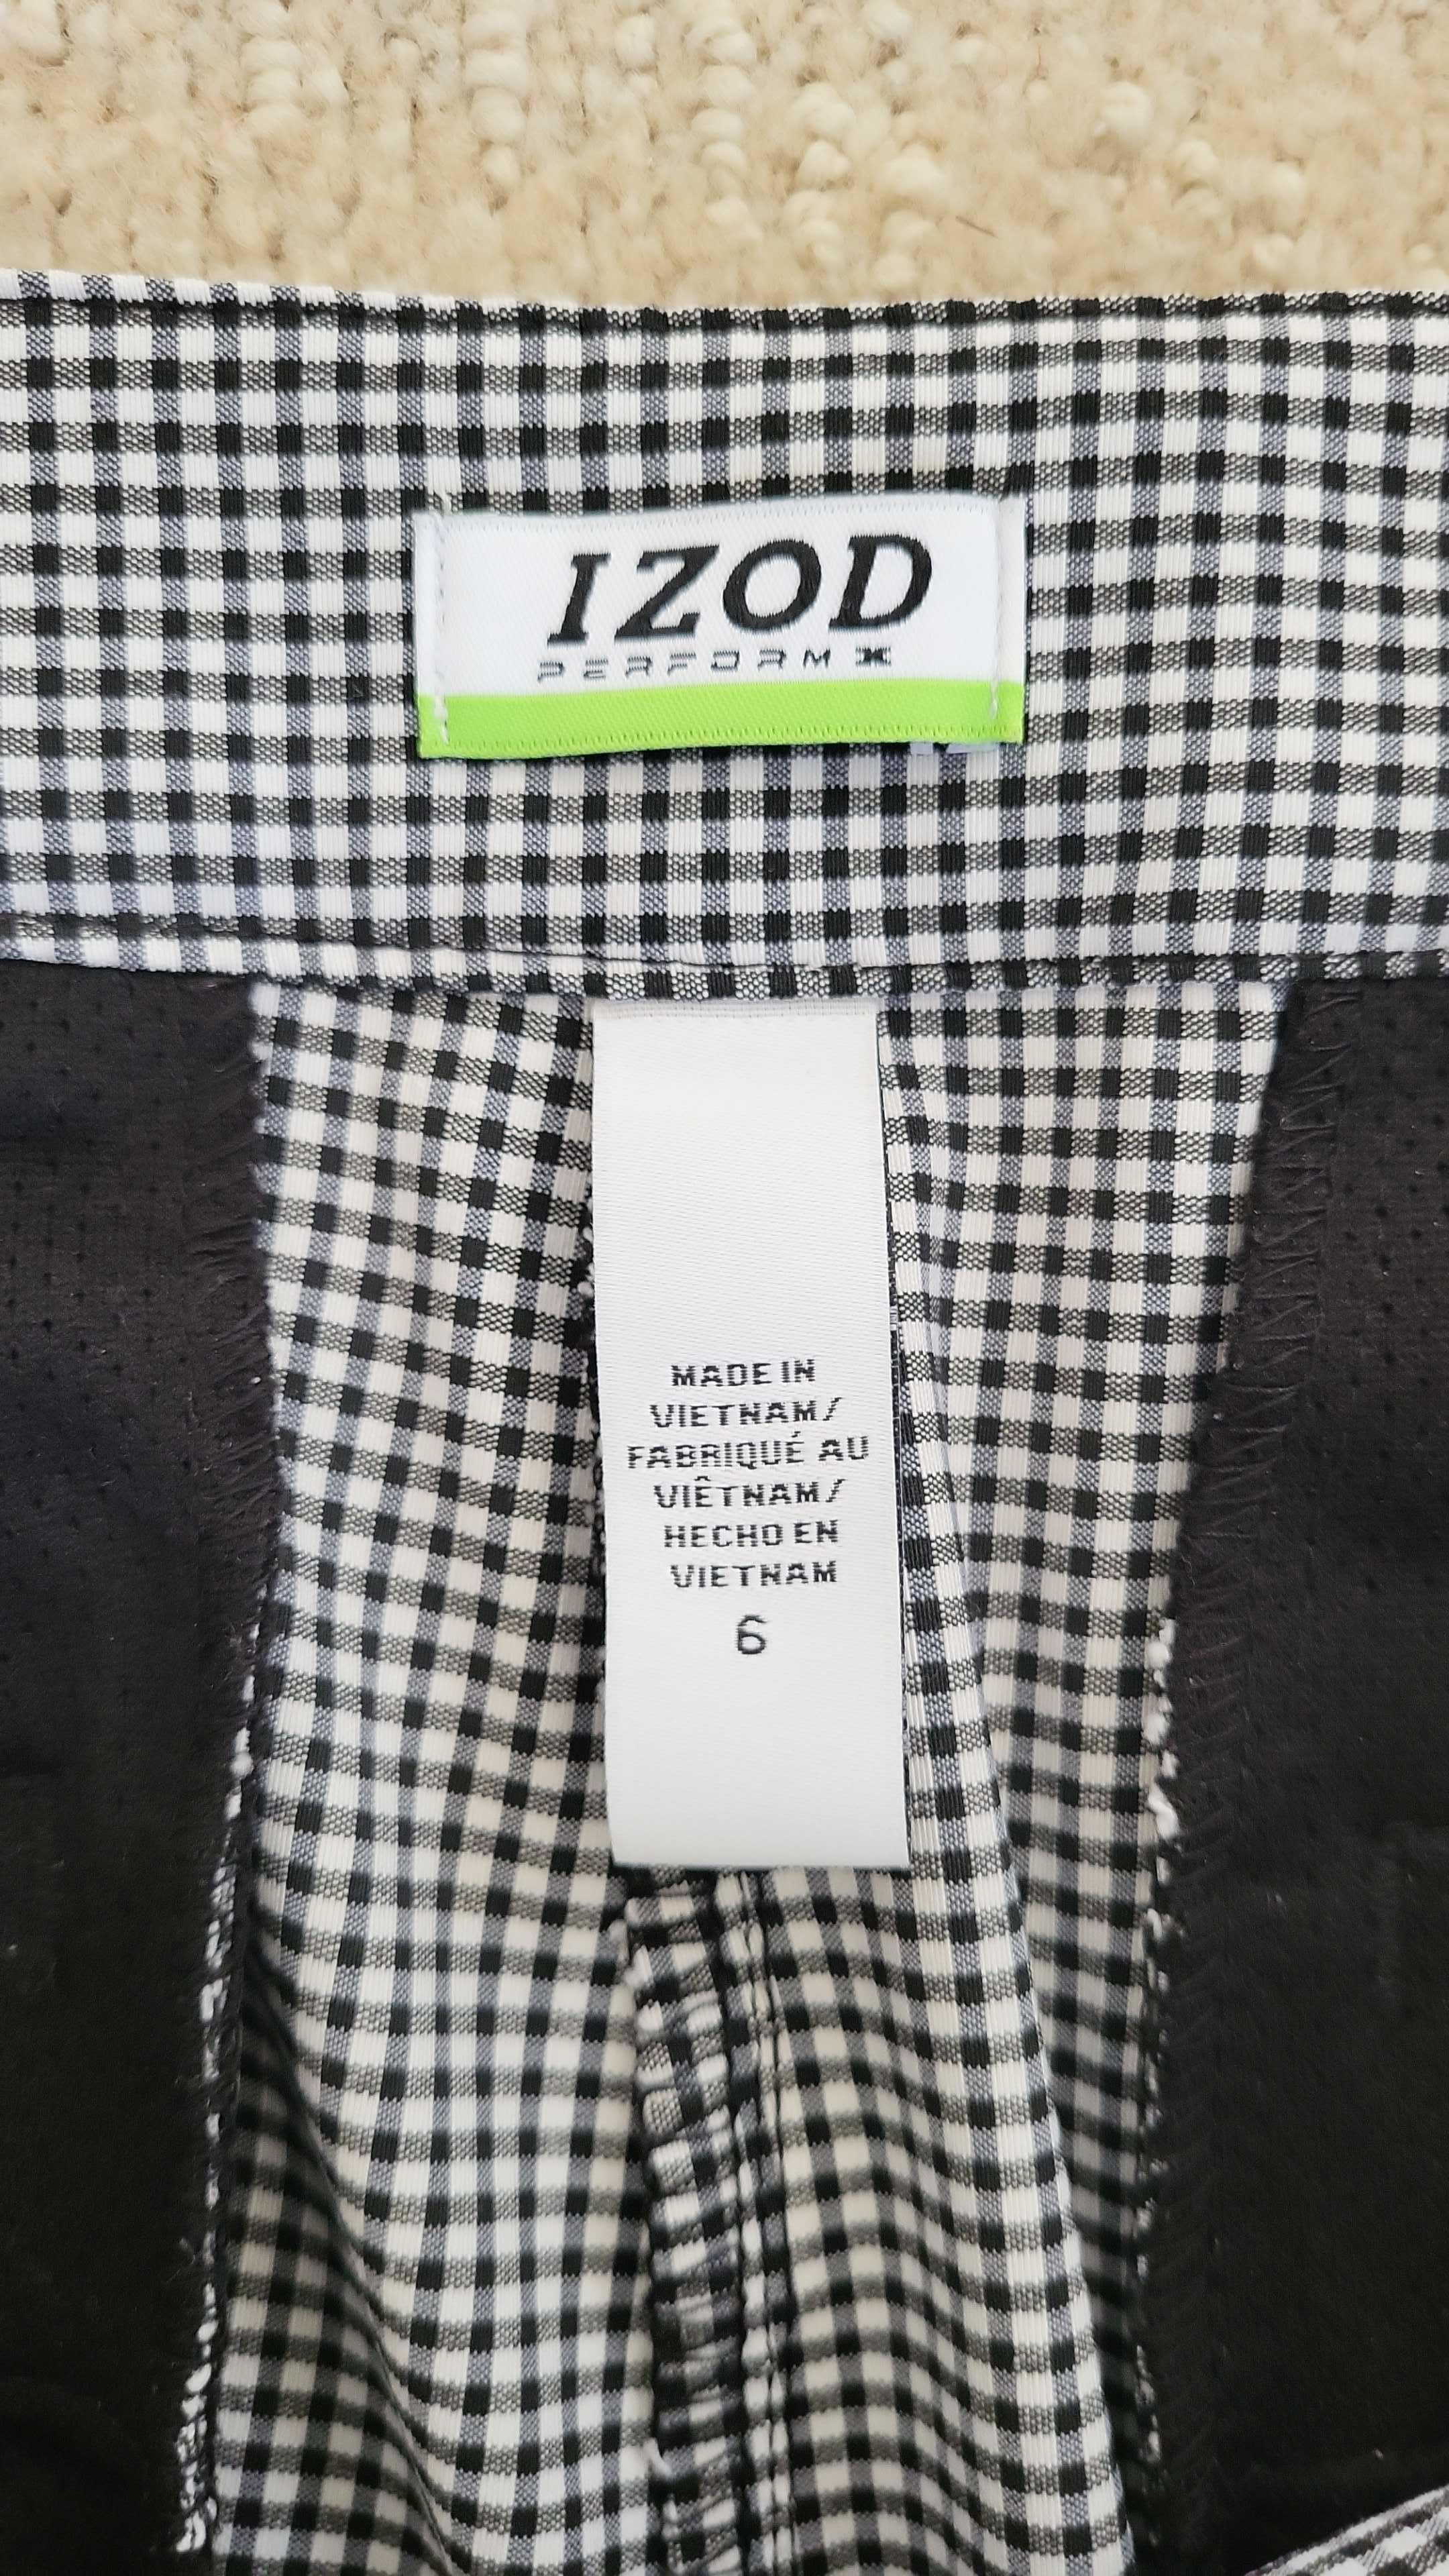 IZOD
PERFORM X
MADE IN
VIETNAM/
FABRIQUÉ AU
VIÊTNAM/
HECHO EN
VIETNAM
6